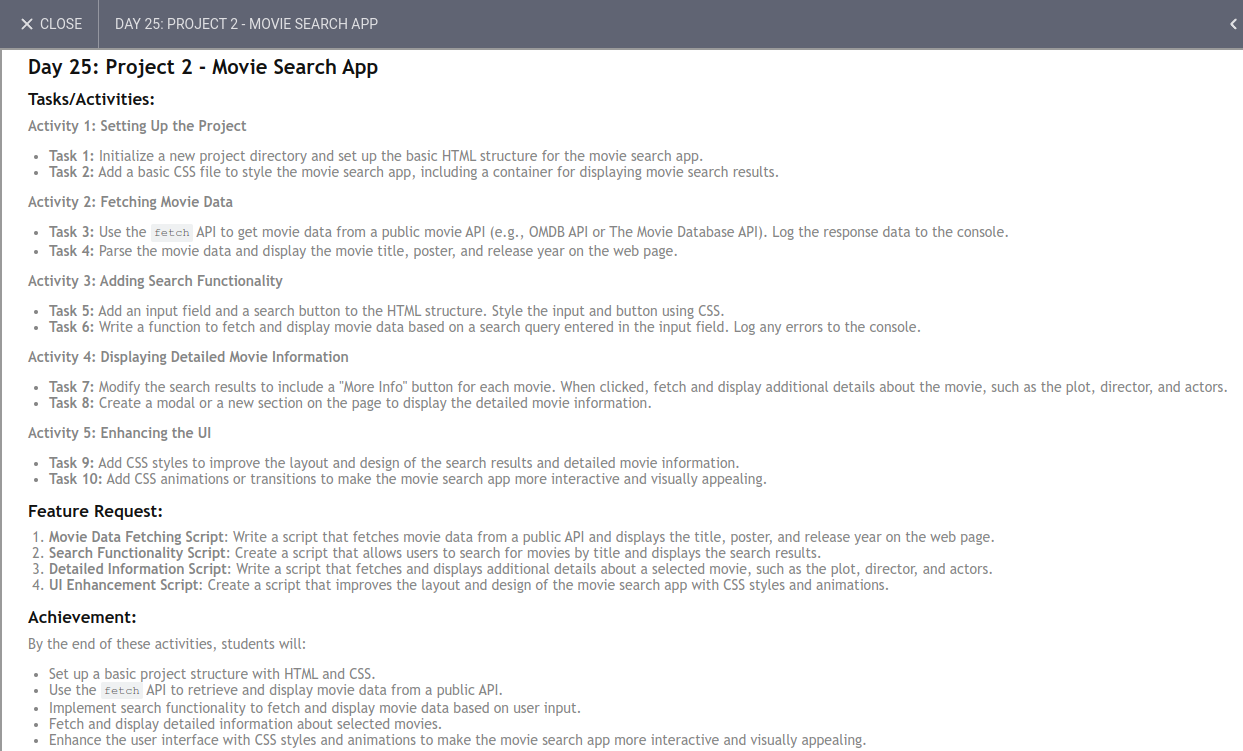 CLOSE
DAY 25: PROJECT 2 - MOVIE SEARCH APP
Day 25: Project 2 - Movie Search App
Tasks/Activities:
Activity 1: Setting Up the Project
Task 1: Initialize a new project directory and set up the basic HTML structure for the movie search app.
Task 2: Add a basic CSS file to style the movie search app, including a container for displaying movie search results.
Activity 2: Fetching Movie Data
Task 3: Use the fetch API to get movie data from a public movie API (e.g., OMDB API or The Movie Database API). Log the response data to the console.
Task 4: Parse the movie data and display the movie title, poster, and release year on the web page.
Activity 3: Adding Search Functionality
Task 5: Add an input field and a search button to the HTML structure. Style the input and button using CSS.
Task 6: Write a function to fetch and display movie data based on a search query entered in the input field. Log any errors to the console.
Activity 4: Displaying Detailed Movie Information
Task 7: Modify the search results to include a "More Info" button for each movie. When clicked, fetch and display additional details about the movie, such as the plot, director, and actors.
Task 8: Create a modal or a new section on the page to display the detailed movie information.
Activity 5: Enhancing the UI
Task 9: Add CSS styles to improve the layout and design of the search results and detailed movie information.
Task 10: Add CSS animations or transitions to make the movie search app more interactive and visually appealing.
Feature Request:
1. Movie Data Fetching Script: Write a script that fetches movie data from a public API and displays the title, poster, and release year on the web page.
2. Search Functionality Script: Create a script that allows users to search for movies by title and displays the search results.
3. Detailed Information Script: Write a script that fetches and displays additional details about a selected movie, such as the plot, director, and actors.
4. UI Enhancement Script: Create a script that improves the layout and design of the movie search app with CSS styles and animations.
Achievement:
By the end of these activities, students will:
Set up a basic project structure with HTML and CSS.
Use the fetch API to retrieve and display movie data from a public API.
Implement search functionality to fetch and display movie data based on user input.
Fetch and display detailed information about selected movies.
Enhance the user interface with CSS styles and animations to make the movie search app more interactive and visually appealing.